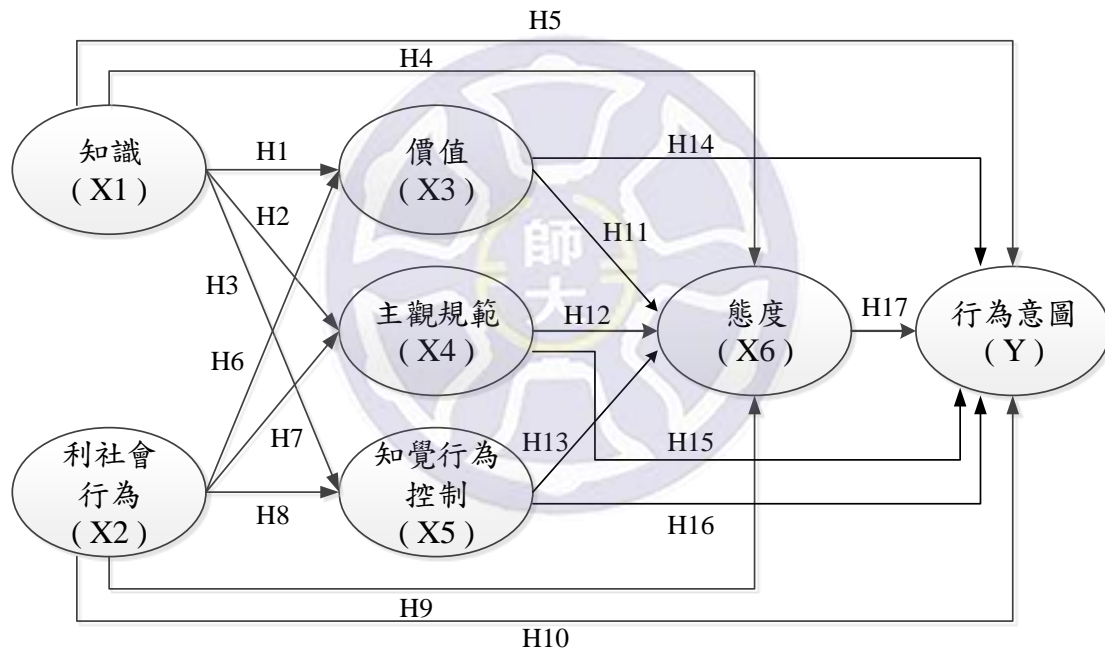 H5
H4
知識
( X1 )
H1
價值
( X3 )
H14
H2
H11
H3
師
大
主觀規範
( X4 )
H12
態度
( X6 )
H17
行為意圖
( Y )
H6
H7
H13
H15
利社會
行為
( X2 )
H8
知覺行為
控制
( X5 )
H16
H9
H10